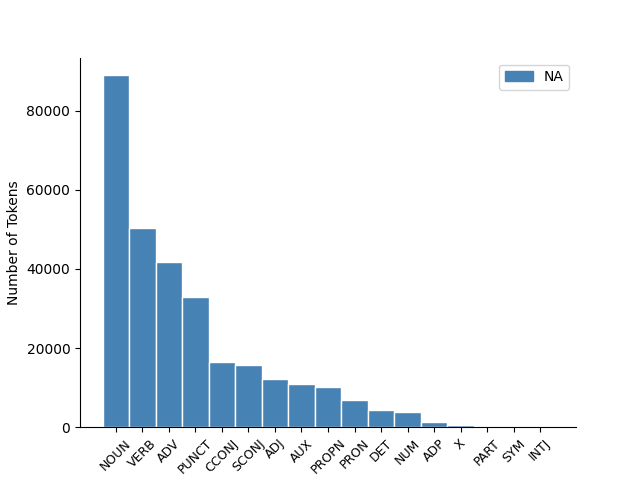 NA
80000
60000
40000
20000
0
Number of Tokens
NOUN
VERB
ADV
PUNCT
CCONJ
SCONJ
ADJ
AUX
PROPN
PRON
DET
NUM
ADP
X
PART
SYM
INTJ